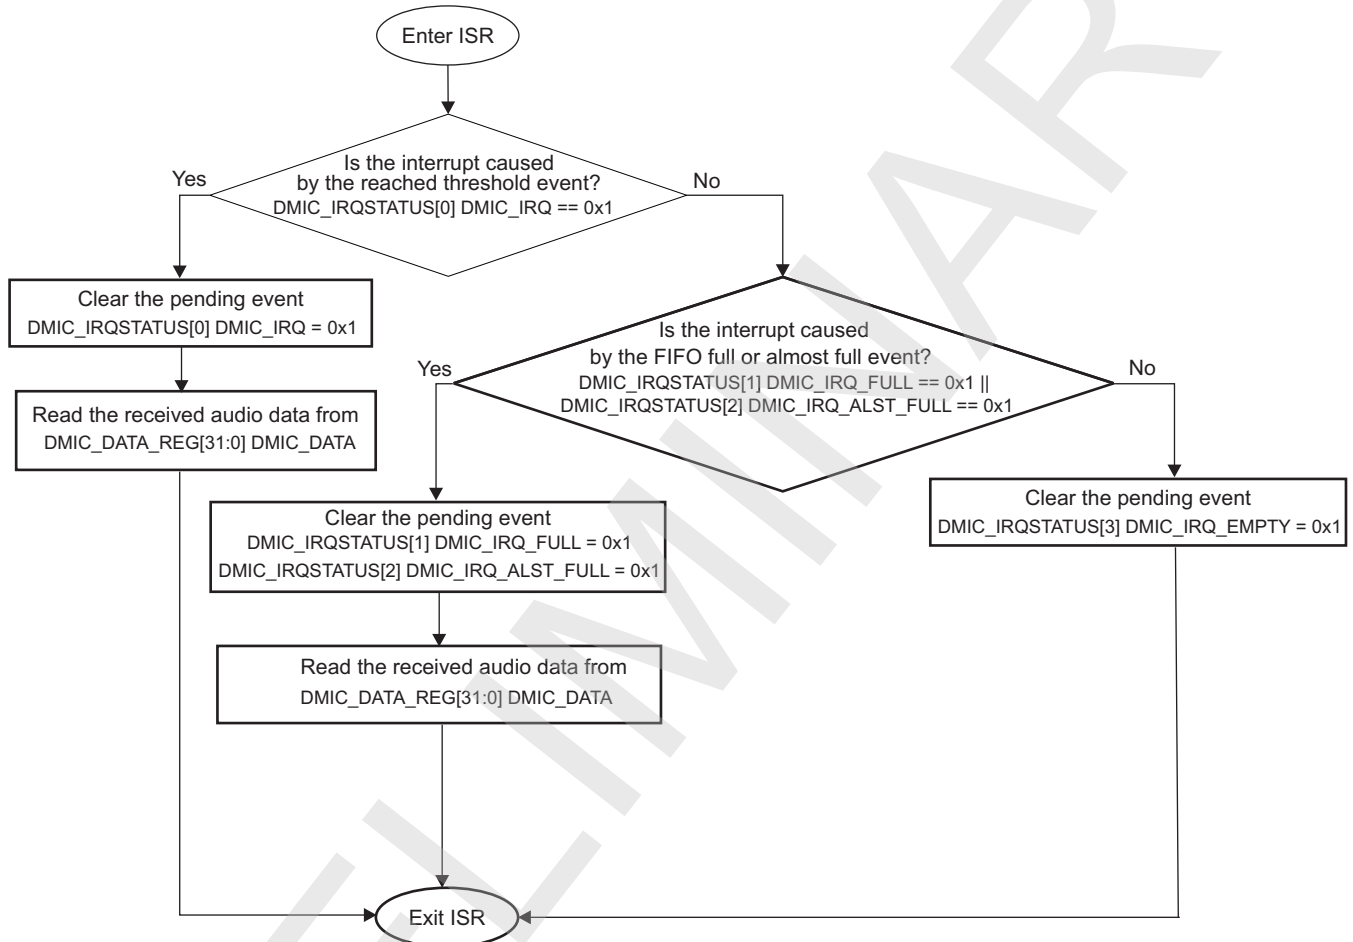 Enter ISR
Is the interrupt caused
by the reached threshold event?
DMIC_IRQSTATUS[0] DMIC_IRQ == 0x1
Yes
No
Clear the pending event
DMIC_IRQSTATUS[0] DMIC_IRQ = 0x1
Read the received audio data from
DMIC_DATA_REG[31:0] DMIC_DATA
Is the interrupt caused
by the FIFO full or almost full event?
DMIC_IRQSTATUS[1] DMIC_IRQ_FULL == 0x1 ||
DMIC_IRQSTATUS[2] DMIC_IRQ_ALST_FULL == 0x1
Yes
No
Clear the pending event
DMIC_IRQSTATUS[1] DMIC_IRQ_FULL = 0x1
DMIC_IRQSTATUS[2] DMIC_IRQ_ALST_FULL = 0x1
Read the received audio data from
DMIC_DATA_REG[31:0] DMIC_DATA
Clear the pending event
DMIC_IRQSTATUS[3] DMIC_IRQ_EMPTY = 0x1
Exit ISR
ELIMINAR